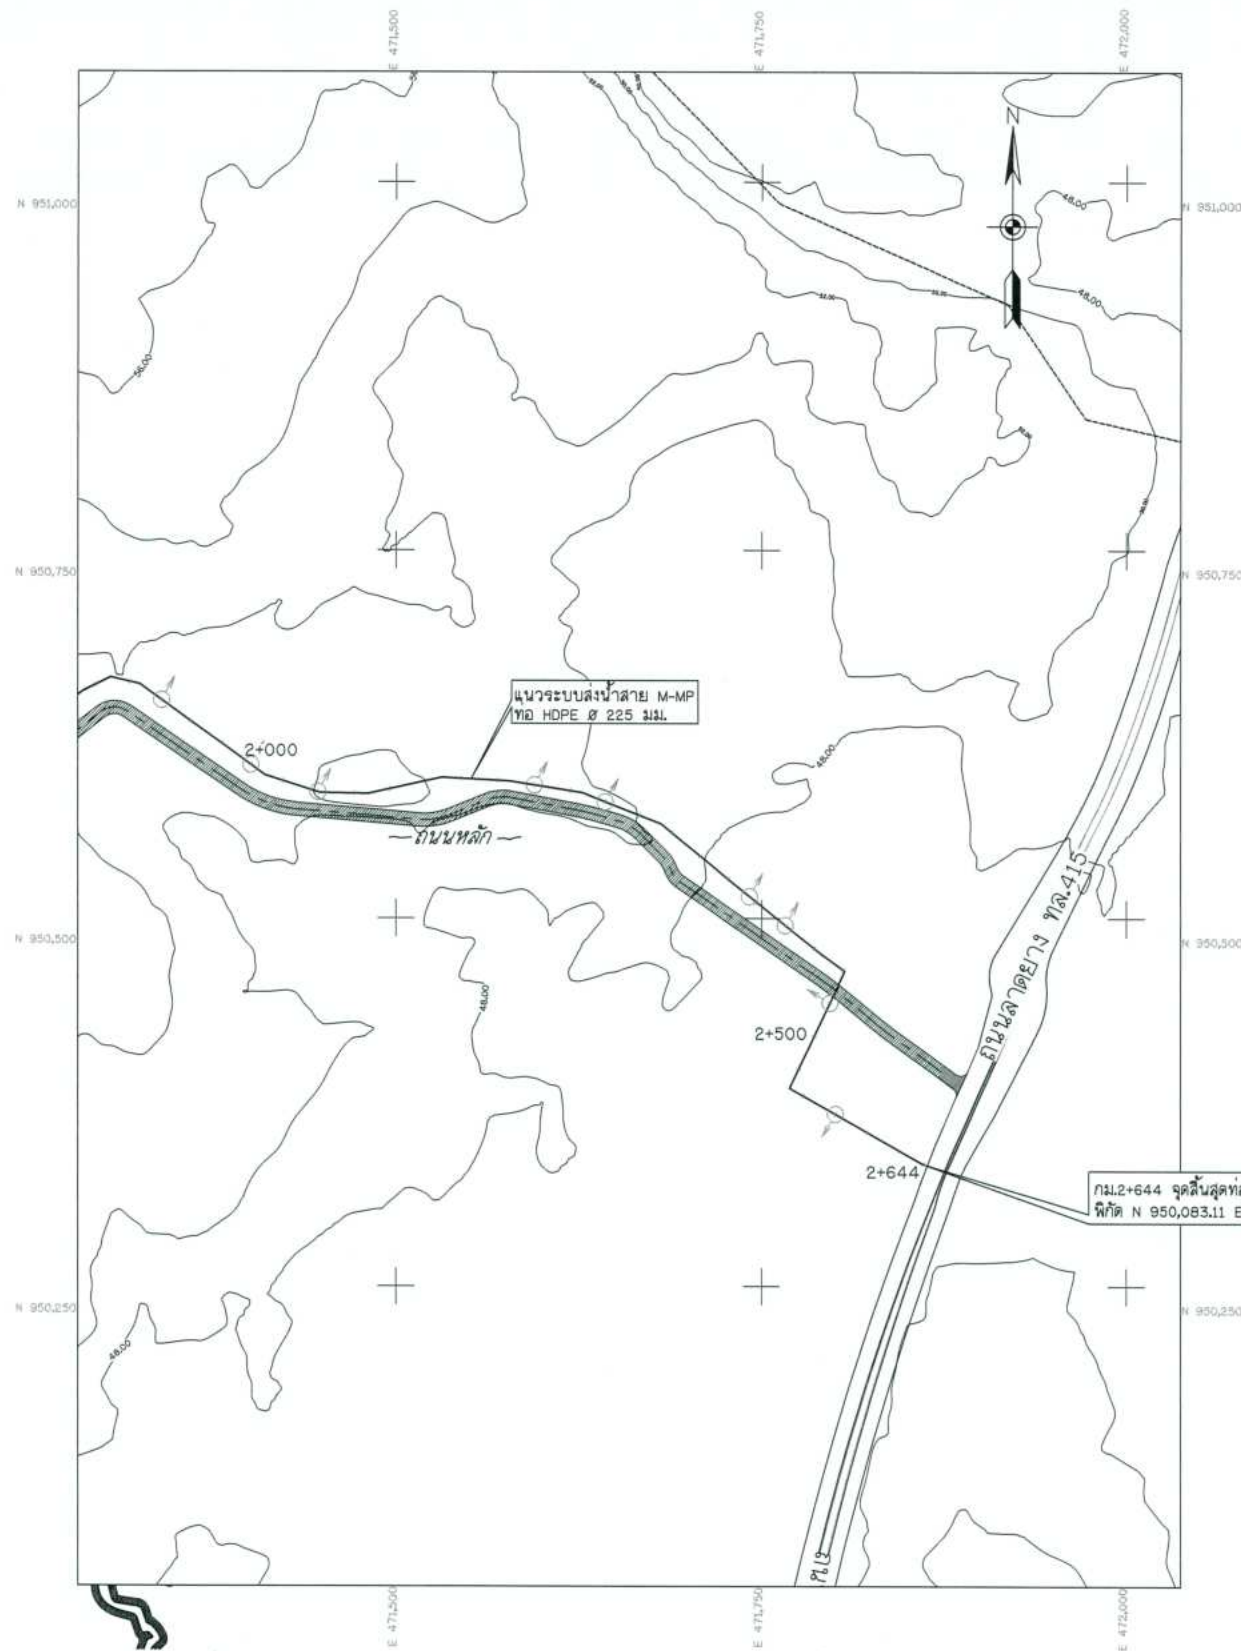 E 471,500
E 471,750
E 472,000
N
N 951,000
N 951,000
48.00
48.00
56.00
N 950,750
N 950,750
แนวระบบส่งน้ำสาย M-MP
ท่อ HDPE Ø 225 มม.
2+000
48.00
ถนนหลัก
ถนนลาดยาง ทล.415
N 950,500
N 950,500
48.00
2+500
2+644
กม.2+644 จุดสิ้นสุดท่อ
พิกัด N 950,083.11 E
N 950,250
N 950,250
48.00
E 471,500
E 471,750
E 472,000